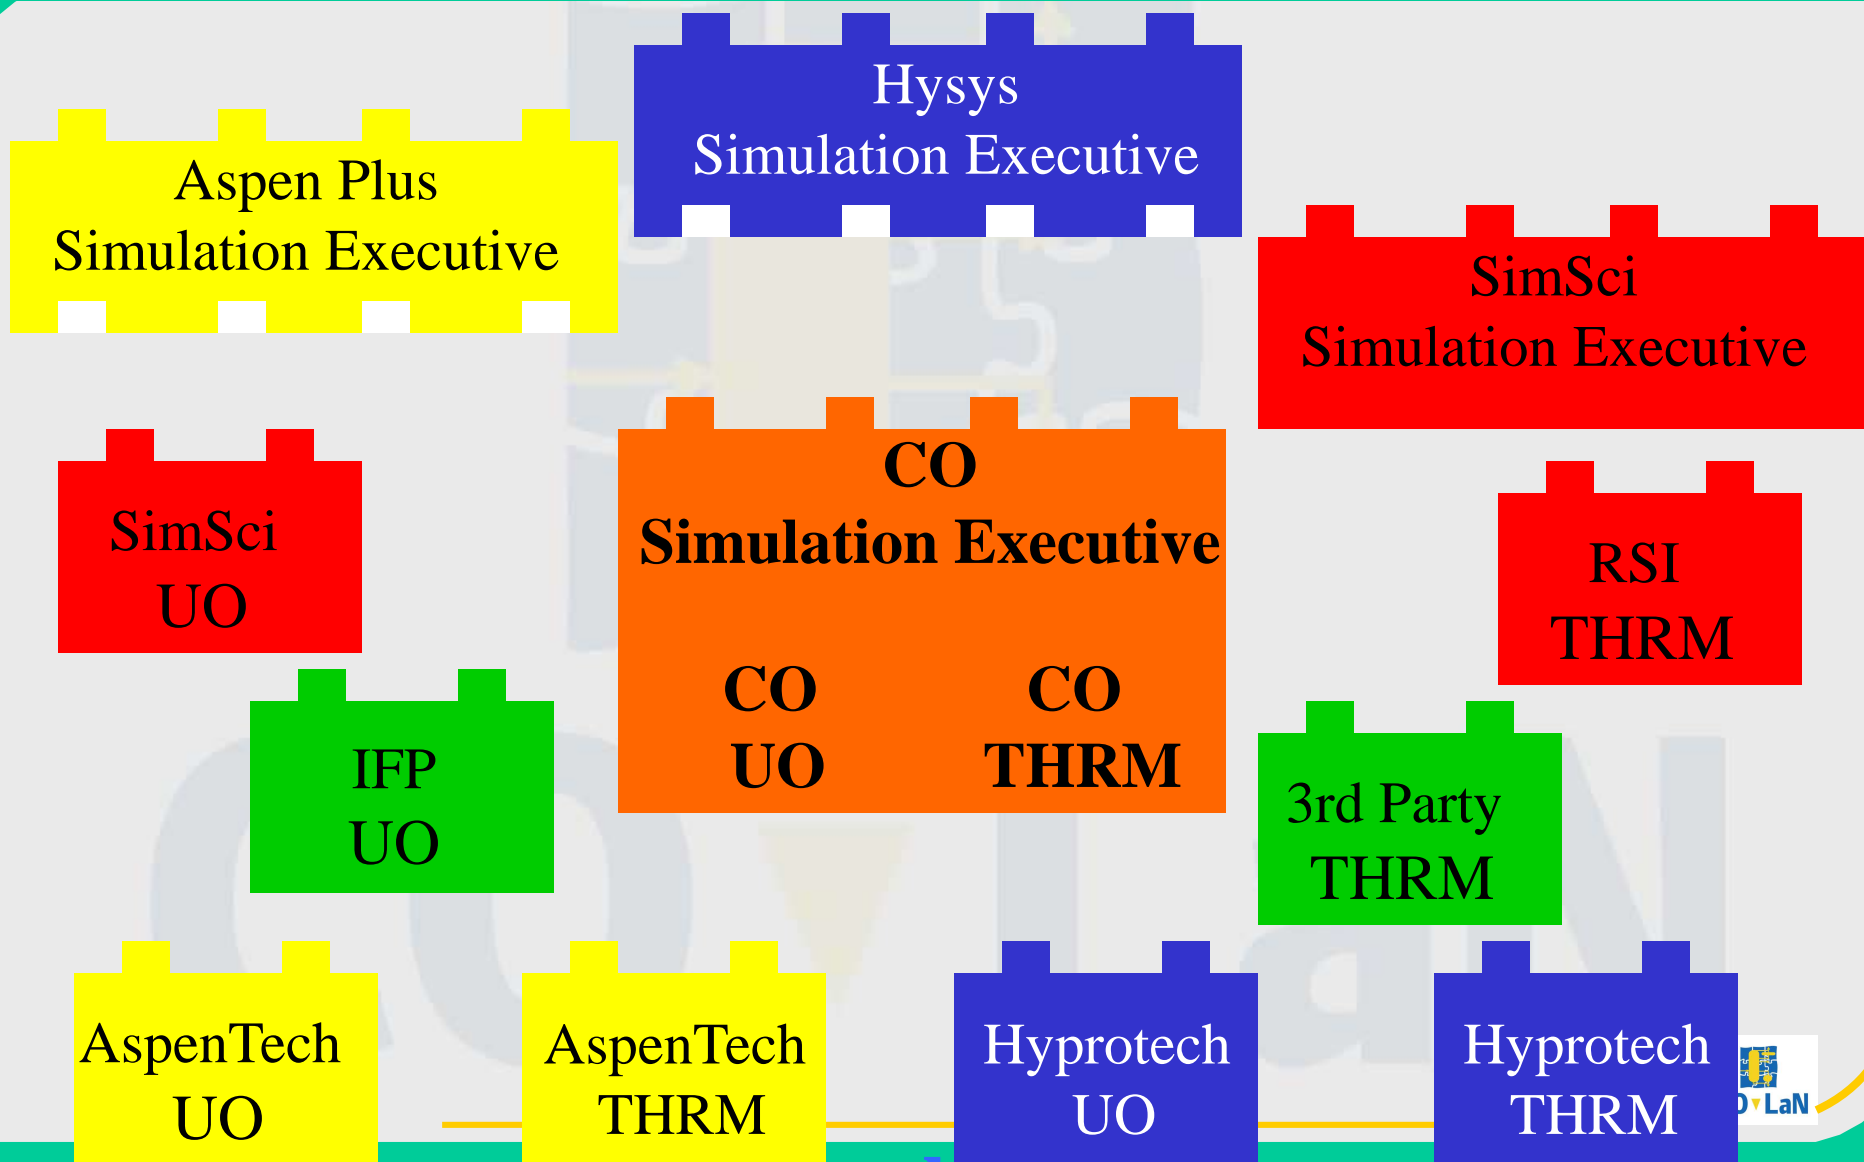 Hysys
Simulation Executive
Aspen Plus
Simulation Executive
SimSci
Simulation Executive
CO
Simulation Executive
CO
UO
CO
THRM
SimSci
UO
RSI
THRM
IFP
UO
3rd Party
THRM
AspenTech
UO
AspenTech
THRM
Hyprotech
UO
Hyprotech
THRM
LaN